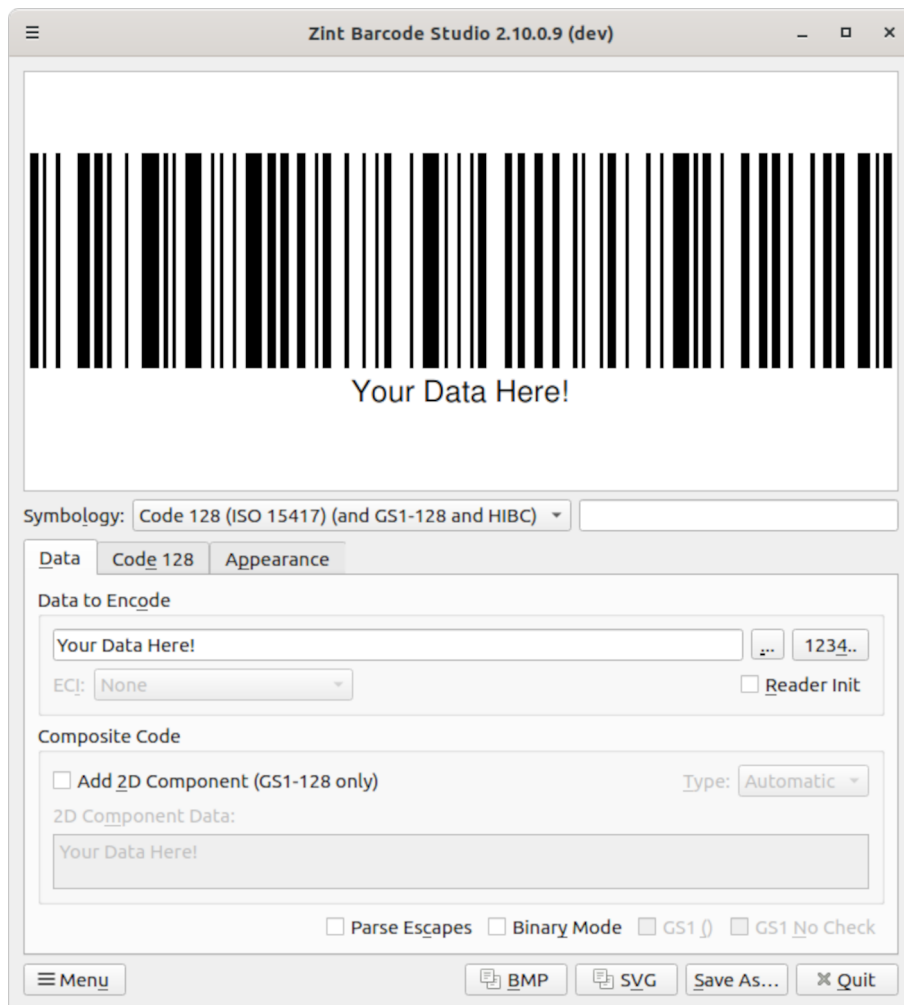 Zint Barcode Studio 2.10.0.9 (dev)
Your Data Here!
Symbology: Code 128 (ISO 15417) (and GS1-128 and HIBC)
Data Code 128 Appearance
Data to Encode
Your Data Here! ... 1234..
ECI: None Reader Init
Composite Code
Add 2D Component (GS1-128 only) Type: Automatic
2D Component Data:
Your Data Here!
Parse Escapes Binary Mode GS1 () GS1 No Check
Menu BMP SVG Save As... Quit